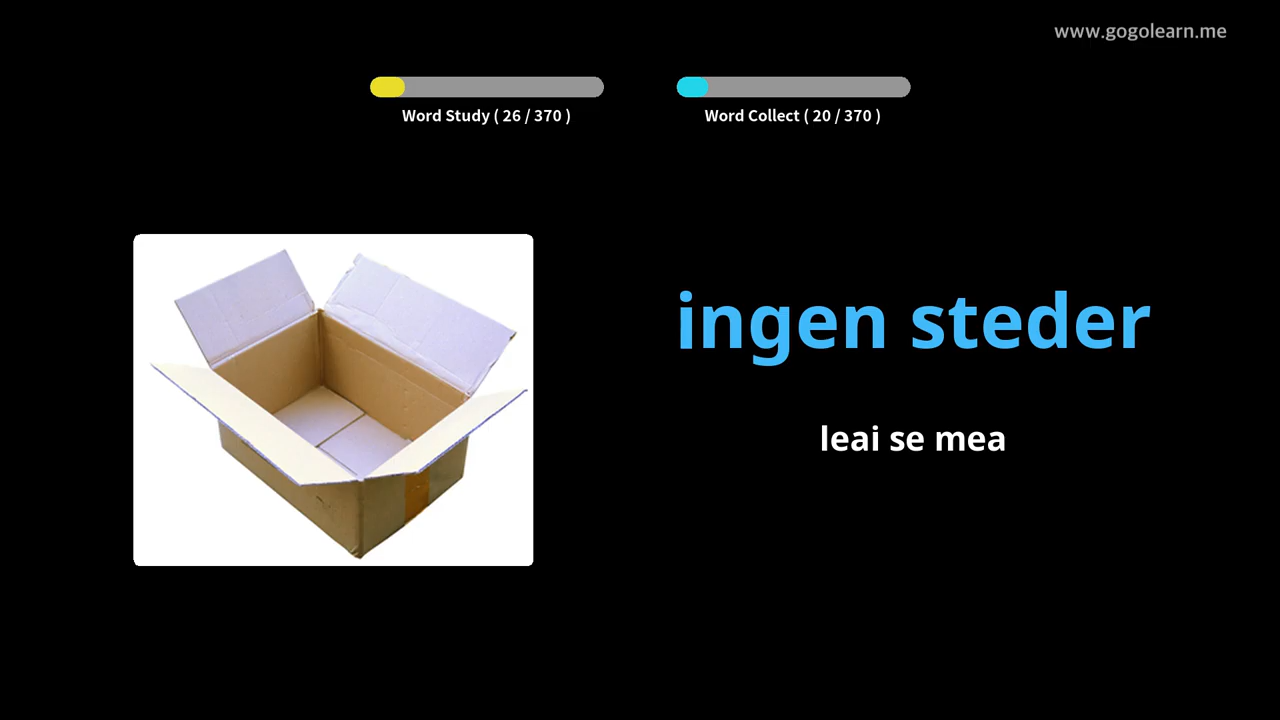 www.gogolearn.me
Word Study ( 26 / 370 )
Word Collect ( 20 / 370 )
ingen steder
leai se mea